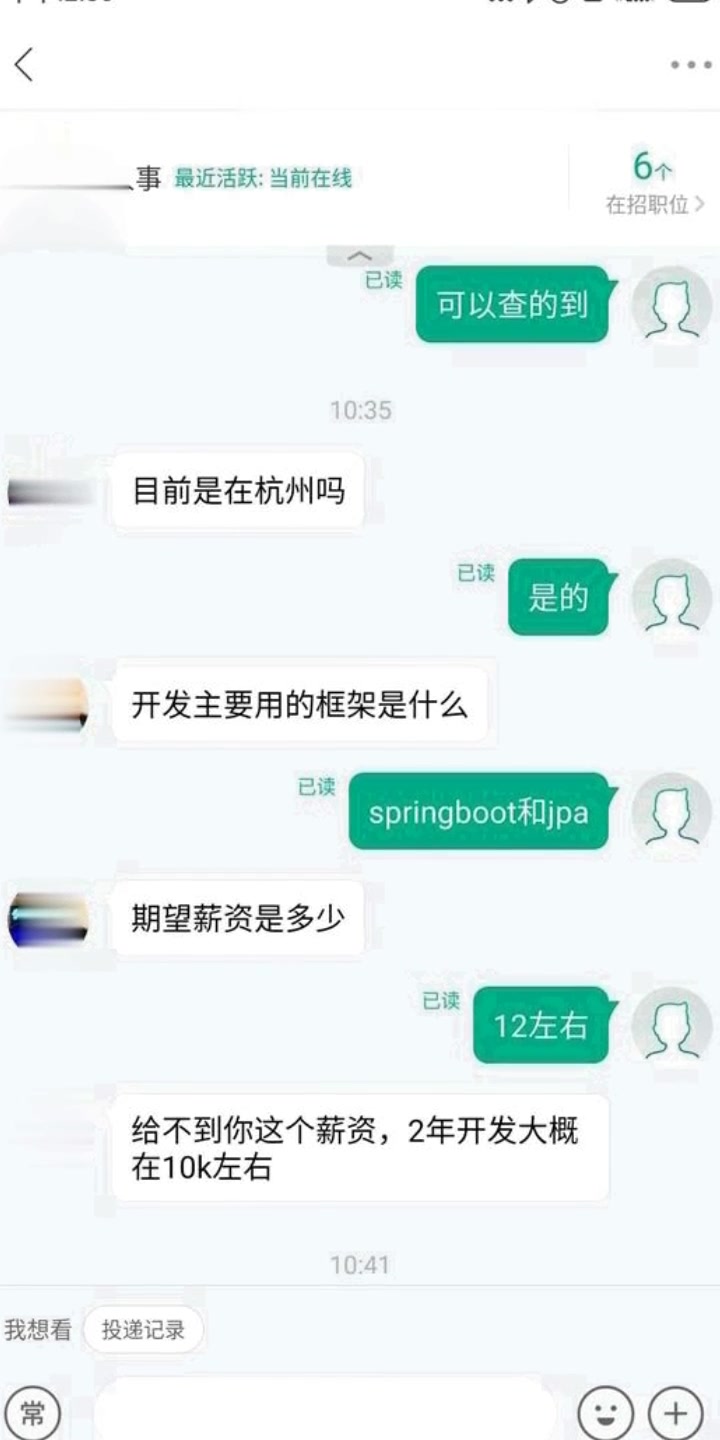 事 最近活跃: 当前在线
6个
在招职位
已读
可以查的到
10:35
目前是在杭州吗
已读
是的
开发主要用的框架是什么
已读
springboot和jpa
期望薪资是多少
已读
12左右
给不到你这个薪资，2年开发大概
在10k左右
10:41
我想看 投递记录
常